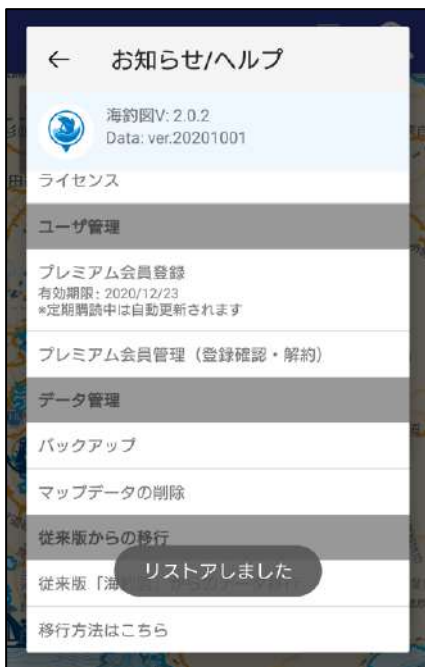 ← お知らせ/ヘルプ
海釣図V: 2.0.2
Data: ver.20201001
ライセンス
ユーザ管理
プレミアム会員登録
有効期限: 2020/12/23
*定期購読中は自動更新されます
プレミアム会員管理（登録確認・解約）
データ管理
バックアップ
マップデータの削除
従来版からの移行
リストアしました
従来版「海
移行方法はこちら